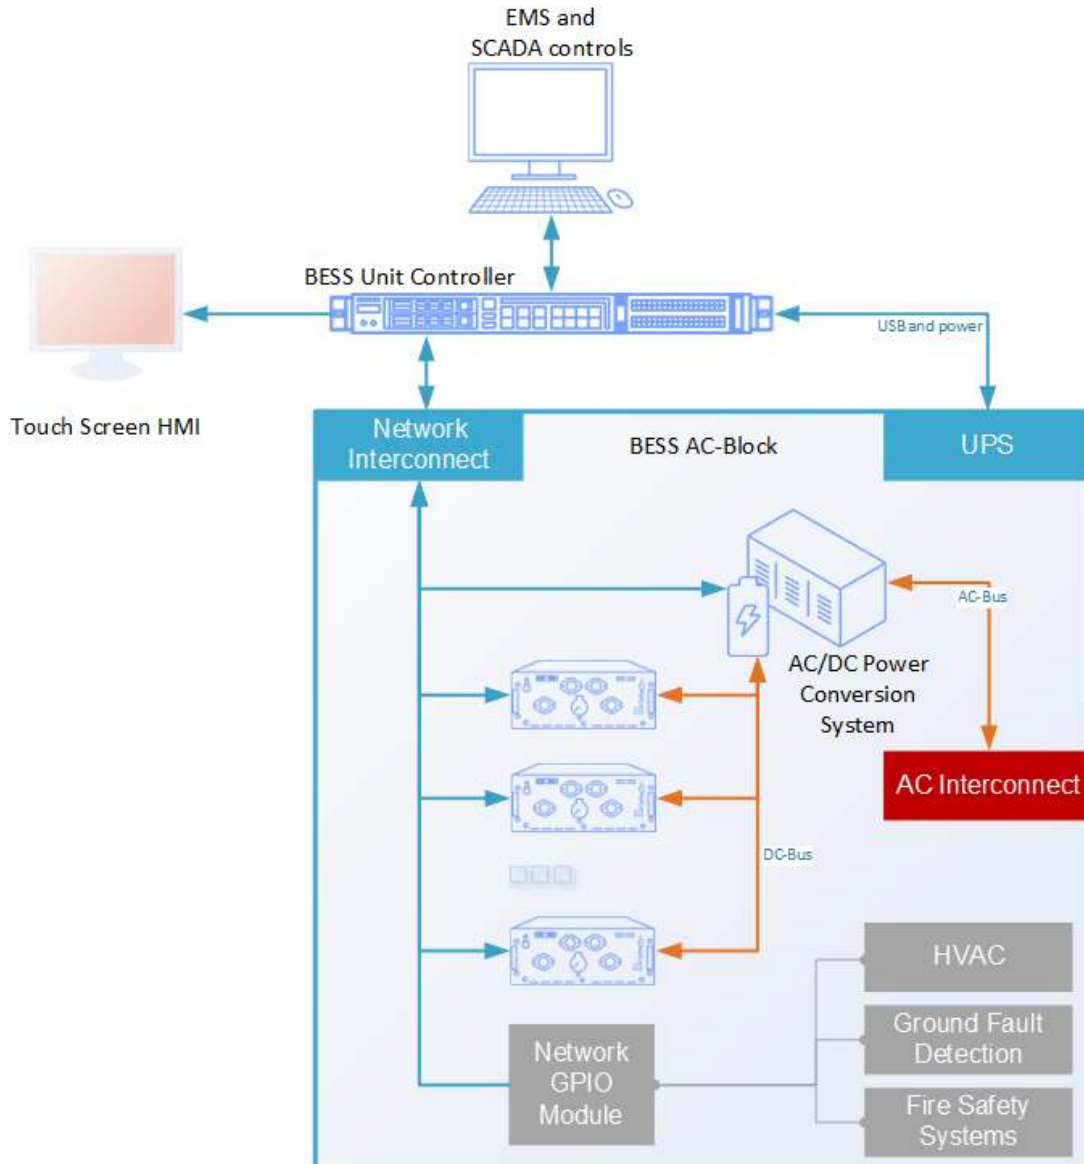 EMS and
SCADA controls
BESS Unit Controller
USB and power
Touch Screen HMI
Network
Interconnect
BESS AC-Block
UPS
AC-Bus
AC/DC Power
Conversion
System
AC Interconnect
DC-Bus
HVAC
Ground Fault
Detection
Network
GPIO
Module
Fire Safety
Systems